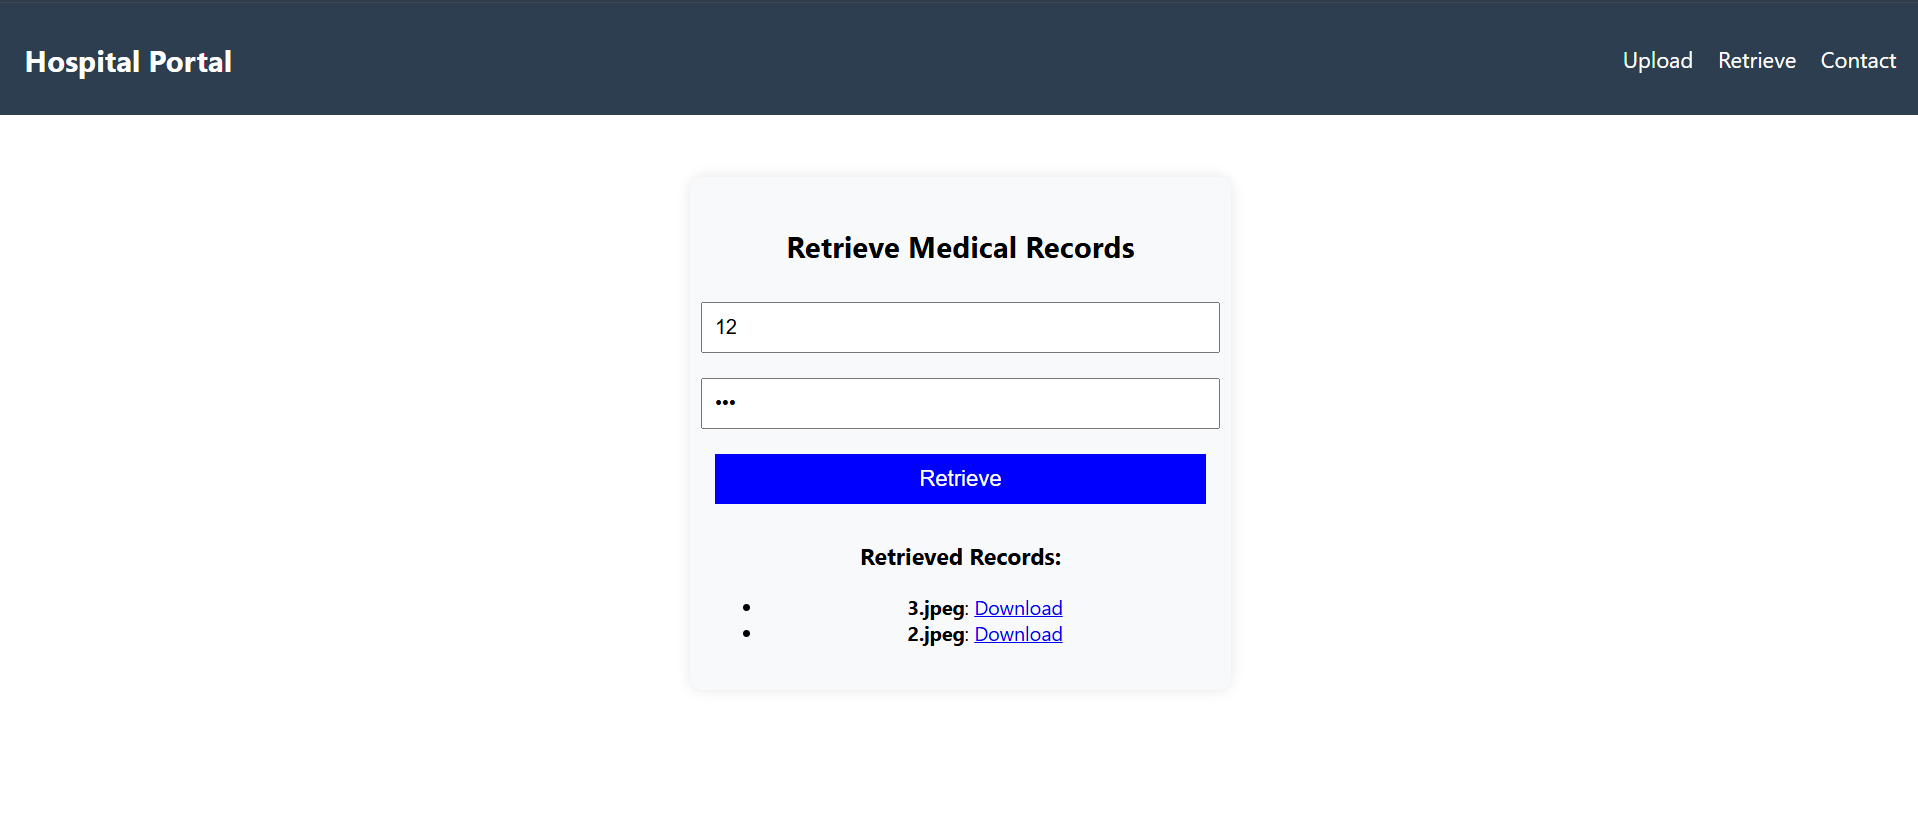 Hospital Portal
Upload Retrieve Contact
Retrieve Medical Records
12
•••
Retrieve
Retrieved Records:
• 3.jpeg: Download
• 2.jpeg: Download